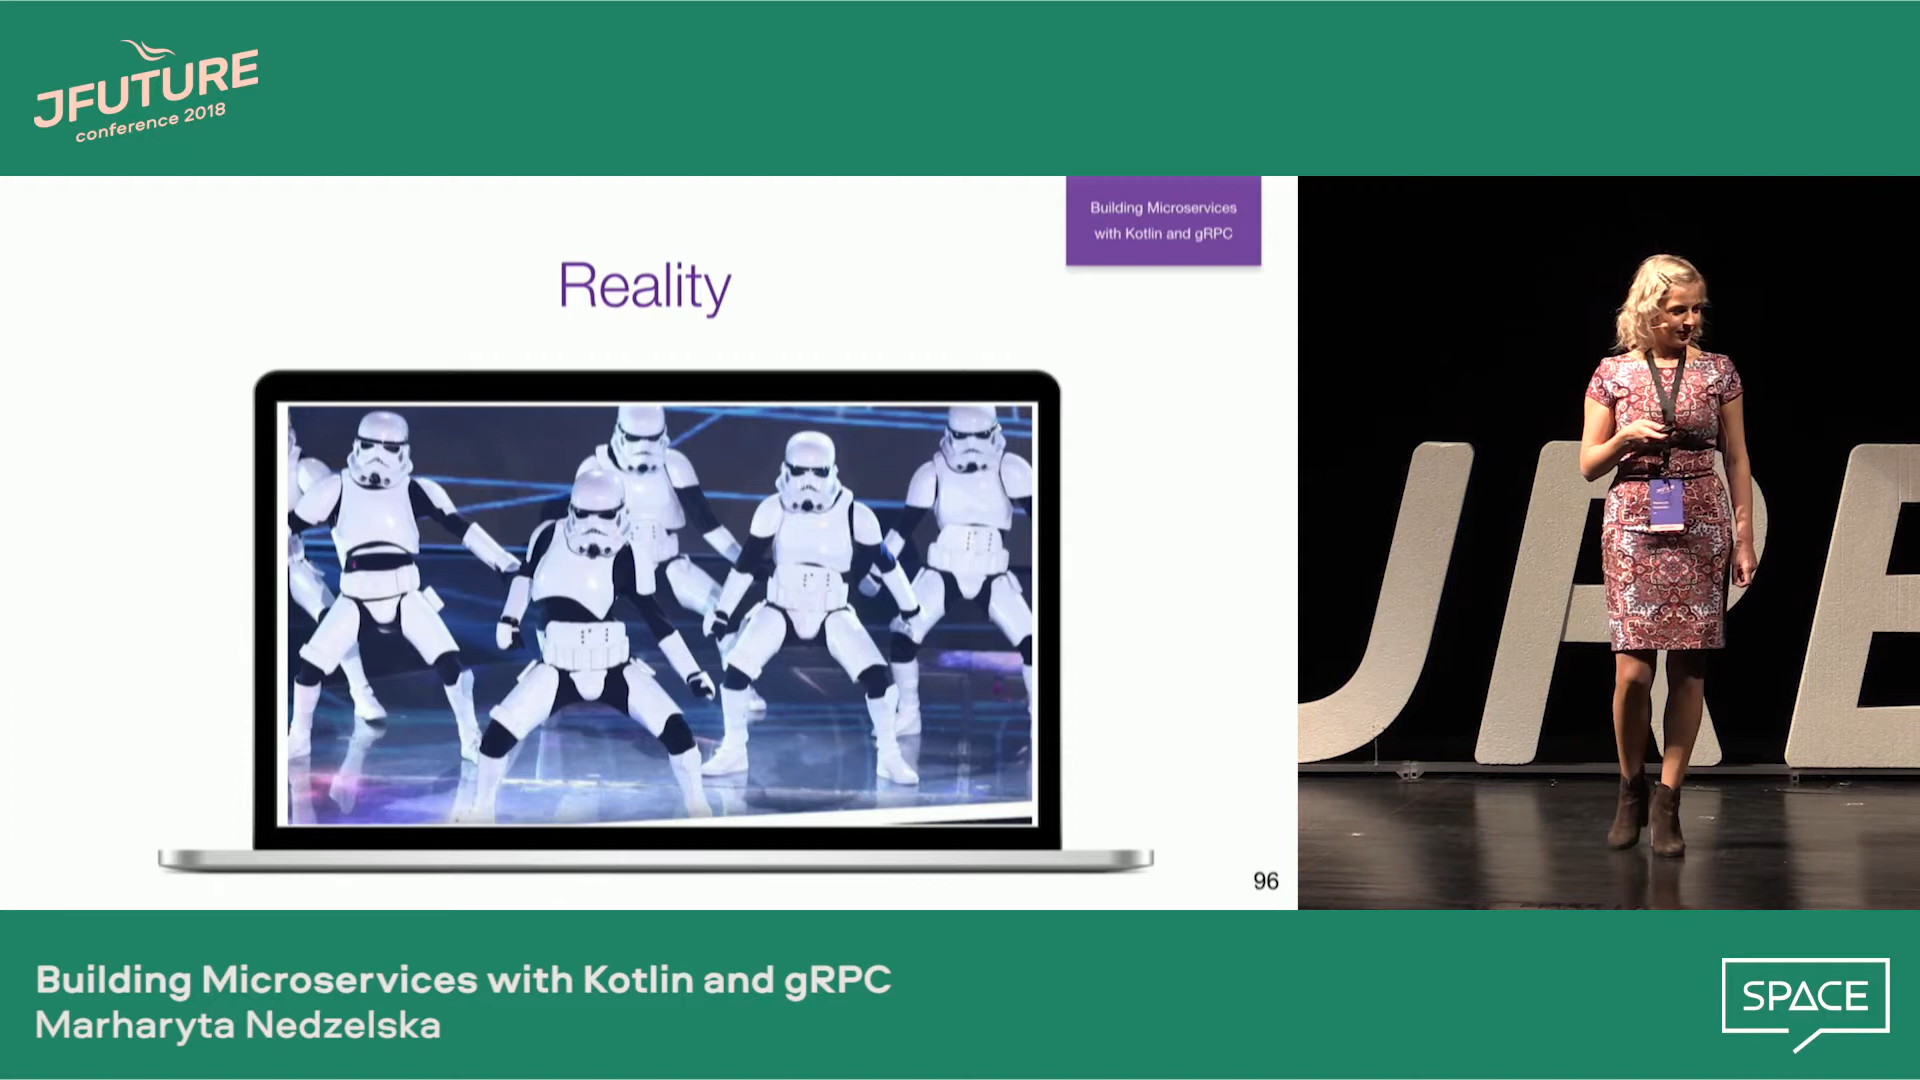 JFUTURE
conference 2018
Building Microservices
with Kotlin and gRPC
Reality
96
JRE
Building Microservices with Kotlin and gRPC
Marharyta Nedzelska
SPACE